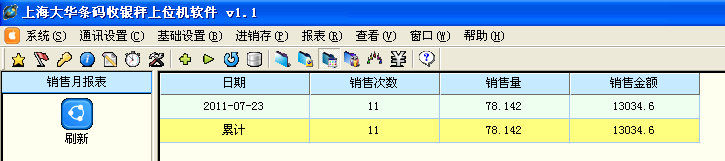 上海大华条码收银秤上位机软件 v1.1
系统(S) 通讯设置(C) 基础设置(B) 进销存(P) 报表(R) 查看(V) 窗口(W) 帮助(H)
销售月报表
刷新
日期 销售次数 销售量 销售金额
2011-07-23 11 78.142 13034.6
累计 11 78.142 13034.6